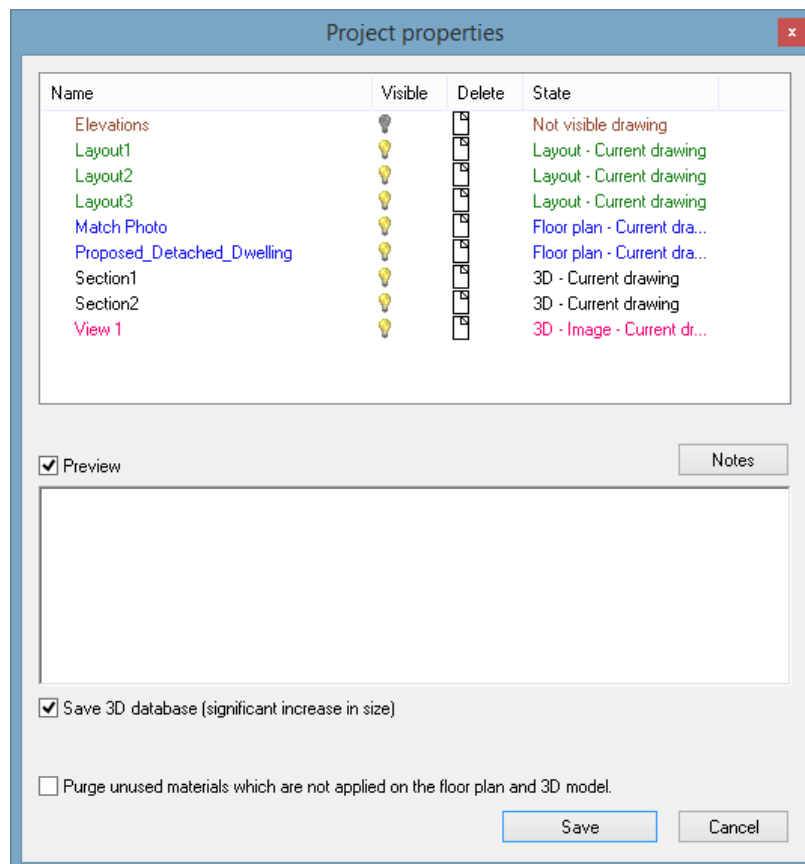 Project properties
x
Name Visible Delete State
Elevations Not visible drawing
Layout1 Layout - Current drawing
Layout2 Layout - Current drawing
Layout3 Layout - Current drawing
Match Photo Floor plan - Current dra...
Proposed_Detached_Dwelling Floor plan - Current dra...
Section1 3D - Current drawing
Section2 3D - Current drawing
View 1 3D - Image - Current dr...
Preview Notes
Save 3D database (significant increase in size)
Purge unused materials which are not applied on the floor plan and 3D model.
Save Cancel